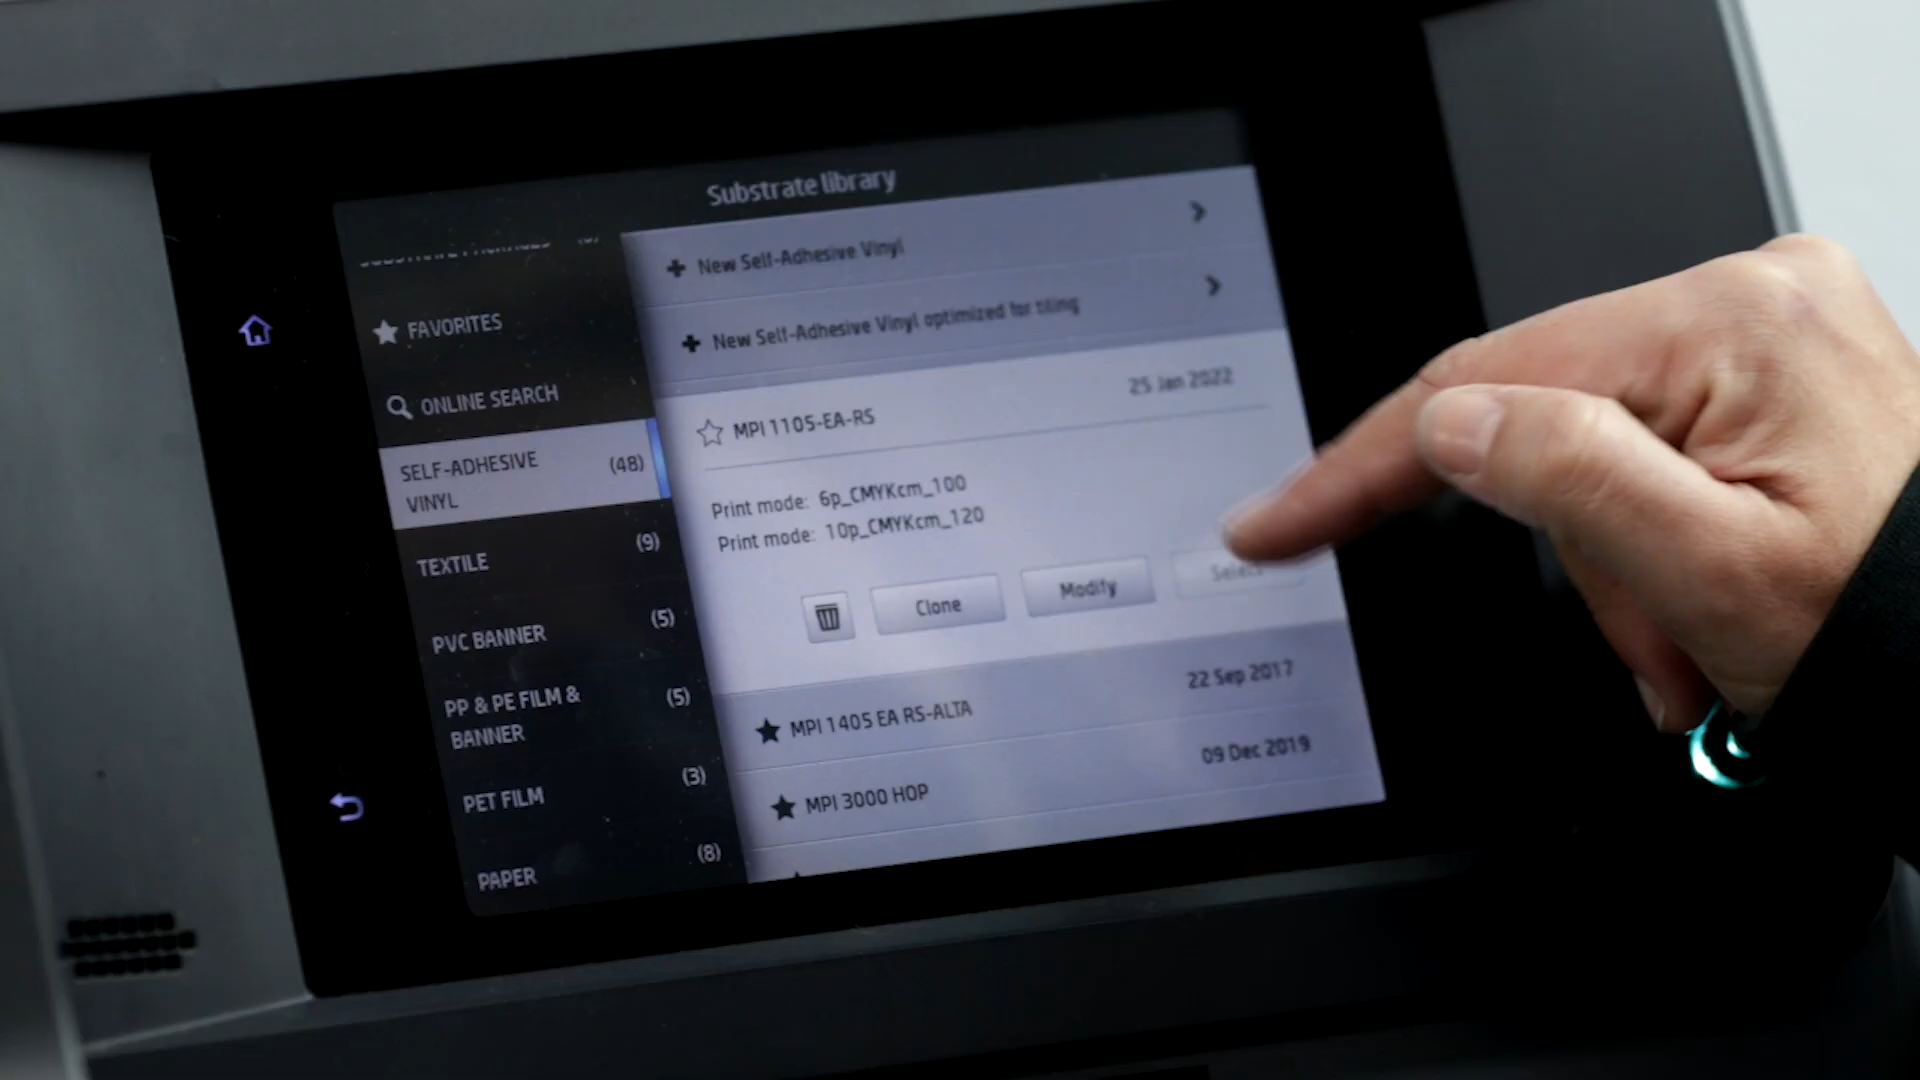 Substrate library
FAVORITES
ONLINE SEARCH
SELF-ADHESIVE (48)
VINYL
TEXTILE (9)
PVC BANNER (5)
PP & PE FILM & (5)
BANNER
PET FILM (3)
PAPER (8)
New Self-Adhesive Vinyl
New Self-Adhesive Vinyl optimized for tiling
MPI 1105-EA-RS 25 Jan 2022
Print mode: 6p_CMYKcm_100
Print mode: 10p_CMYKcm_120
Clone Modify Select
MPI 1405 EA RS-ALTA 22 Sep 2017
MPI 3000 HOP 09 Dec 2019